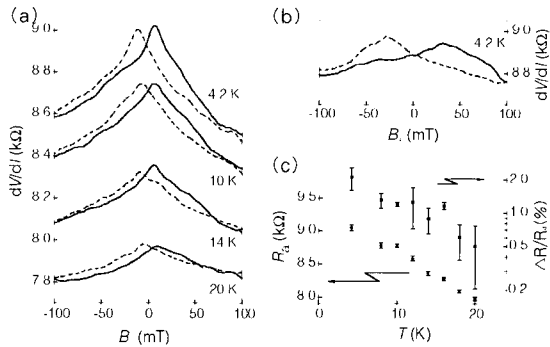 (a)
dV/dI (kΩ)
9.0
8.8
8.6
8.4
8.2
8.0
7.8
4.2 K
10 K
14 K
20 K
-100
-50
0
50
100
B (mT)
(b)
4.2 K
9.0
8.8
dV/dI (kΩ)
-100
-50
0
50
100
(mT)
(c)
Rₐ (kΩ)
9.5
9.0
8.5
8.0
2.0
1.0
0.5
0.2
ΔR/Rₐ(%)
0
10
20
T (K)